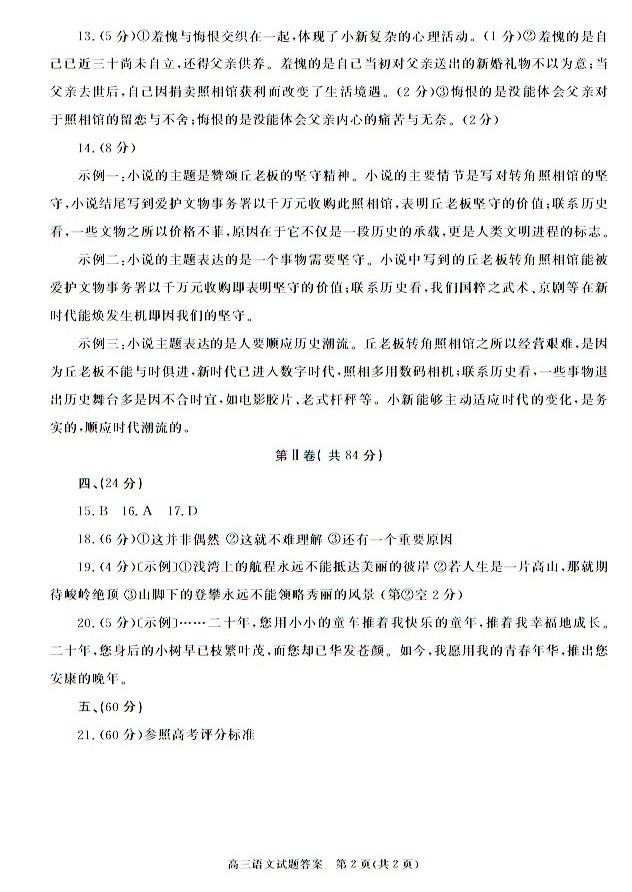 13.(5分)①羞愧与悔恨交织在一起,体现了小新复杂的心理活动。(1分)②羞愧的是自
己已近三十尚未自立,还得父亲供养。羞愧的是自己当初对父亲送出的新婚礼物不以为意;当
父亲去世后,自己因捐卖照相馆获利而改变了生活境遇。(2分)③悔恨的是没能体会父亲对
于照相馆的留恋与不舍;悔恨的是没能体会父亲内心的痛苦与无奈。(2分)
14.(8分)
示例一:小说的主题是赞颂丘老板的坚守精神。小说的主要情节是写对转角照相馆的坚
守,小说结尾写到爱护文物事务署以千万元收购此照相馆,表明丘老板坚守的价值;联系历史
看,一些文物之所以价格不菲,原因在于它不仅是一段历史的承载,更是人类文明进程的标志。
示例二:小说的主题表达的是一个事物需要坚守。小说中写到的丘老板转角照相馆能被
爱护文物事务署以千万元收购即表明坚守的价值;联系历史看,我们国粹之武术、京剧等在新
时代能焕发生机即因我们的坚守。
示例三:小说主题表达的是人要顺应历史潮流。丘老板转角照相馆之所以经营艰难,是因
为丘老板不能与时俱进,新时代已进入数字时代,照相多用数码相机;联系历史看,一些事物退
出历史舞台多是因不合时宜,如电影胶片、老式杆秤等。小新能够主动适应时代的变化,是务
实的,顺应时代潮流的。
第Ⅱ卷(共84分)
四、(24分)
15.B 16.A 17.D
18.(6分)①这并非偶然 ②这就不难理解 ③还有一个重要原因
19.(4分)〔示例〕①浅湾上的航程永远不能抵达美丽的彼岸 ②若人生是一片高山,那就期
待峻岭绝顶 ③山脚下的登攀永远不能领略秀丽的风景(第②空2分)
20.(5分)〔示例〕……二十年,您用小小的童车推着我快乐的童年,推着我幸福地成长。
二十年,您身后的小树早已枝繁叶茂,而您却已华发苍颜。如今,我愿用我的青春年华,推出您
安康的晚年。
五、(60分)
21.(60分)参照高考评分标准
高三语文试题答案 第2页(共2页)